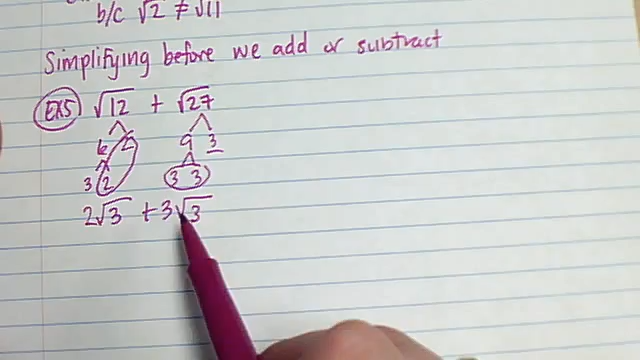 b/c √2 ≠ √11
Simplifying before we add or subtract
EX5 √12 + √27
6 2 9 3
3 2 3 3
2√3 + 3√3